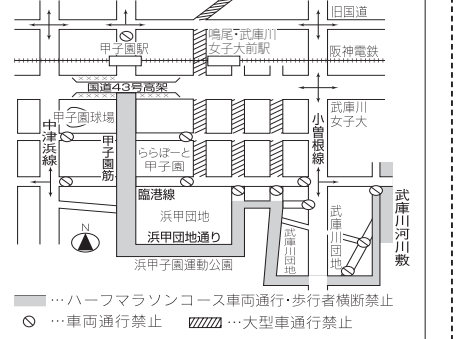 旧国道
鳴尾・武庫川
女子大前駅
甲子園駅
阪神電鉄
国道43号高架
武庫川
女子大
甲子園球場
中津浜線
甲子園筋
ららぽーと
甲子園
小曽根線
臨港線
浜甲団地
浜甲団地通り
武庫川団地
武庫川団地
武庫川河川敷
N
浜甲子園運動公園
…ハーフマラソンコース車両通行・歩行者横断禁止
…車両通行禁止
…大型車通行禁止